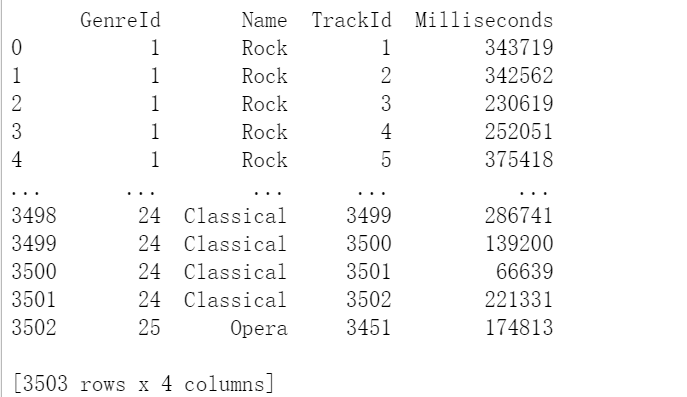 GenreId Name TrackId Milliseconds
0 1 Rock 1 343719
1 1 Rock 2 342562
2 1 Rock 3 230619
3 1 Rock 4 252051
4 1 Rock 5 375418
... ... ... ... ...
3498 24 Classical 3499 286741
3499 24 Classical 3500 139200
3500 24 Classical 3501 66639
3501 24 Classical 3502 221331
3502 25 Opera 3451 174813
[3503 rows x 4 columns]